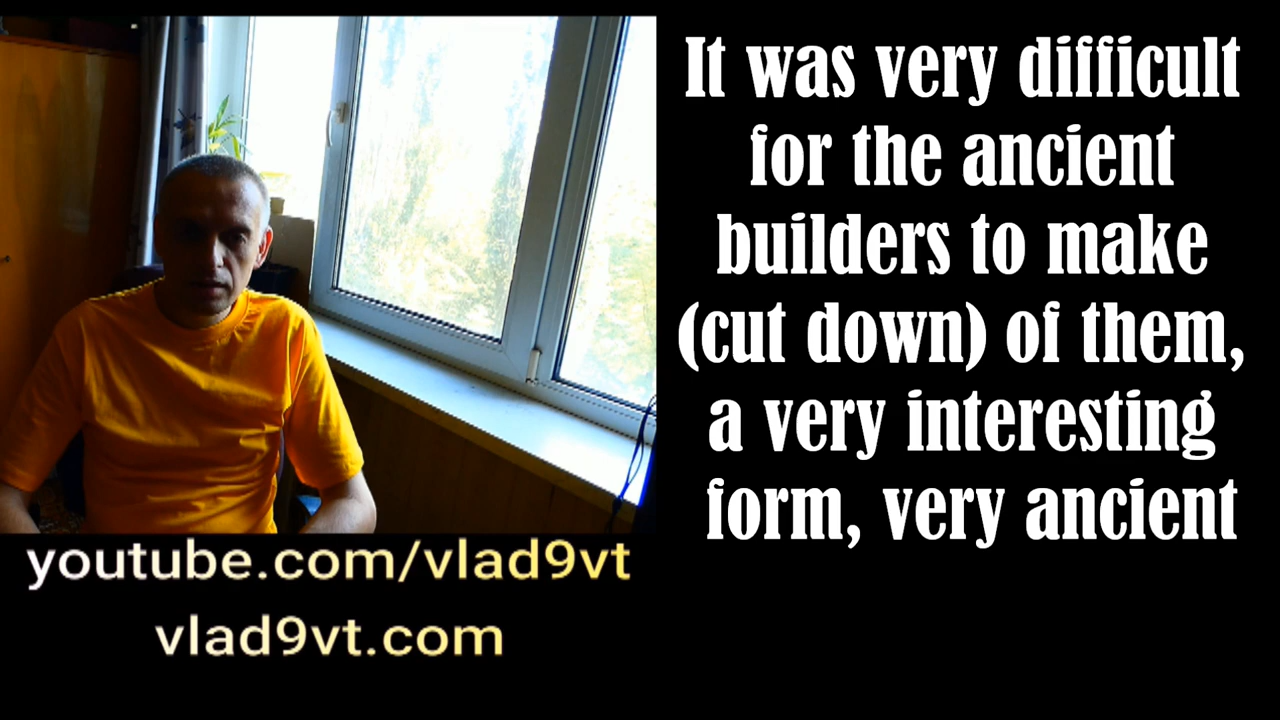 It was very difficult
for the ancient
builders to make
(cut down) of them,
a very interesting
form, very ancient
youtube.com/vlad9vt
vlad9vt.com